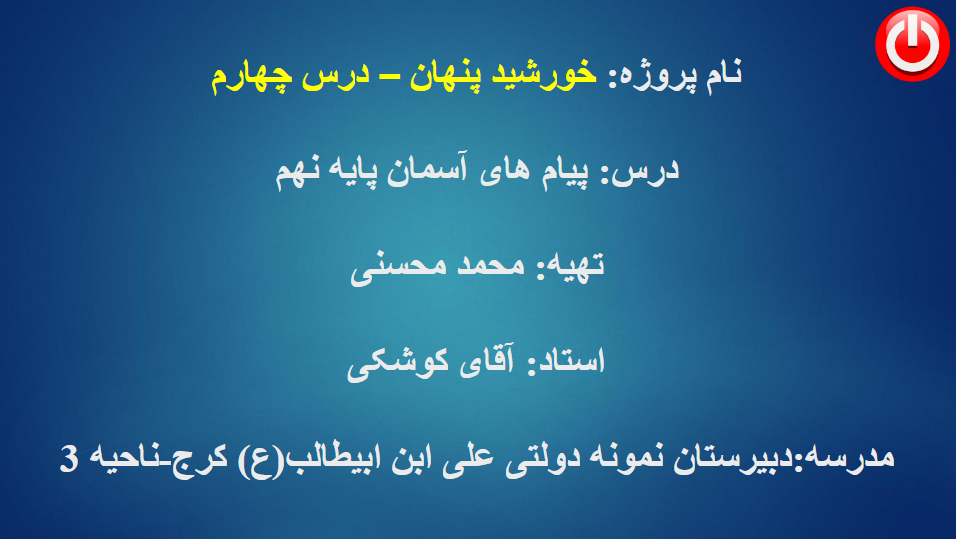 نام پروژه: خورشید پنهان – درس چهارم
درس: پیام های آسمان پایه نهم
تهیه: محمد محسنی
استاد: آقای کوشکی
مدرسه:دبیرستان نمونه دولتی علی ابن ابیطالب(ع) کرج-ناحیه 3